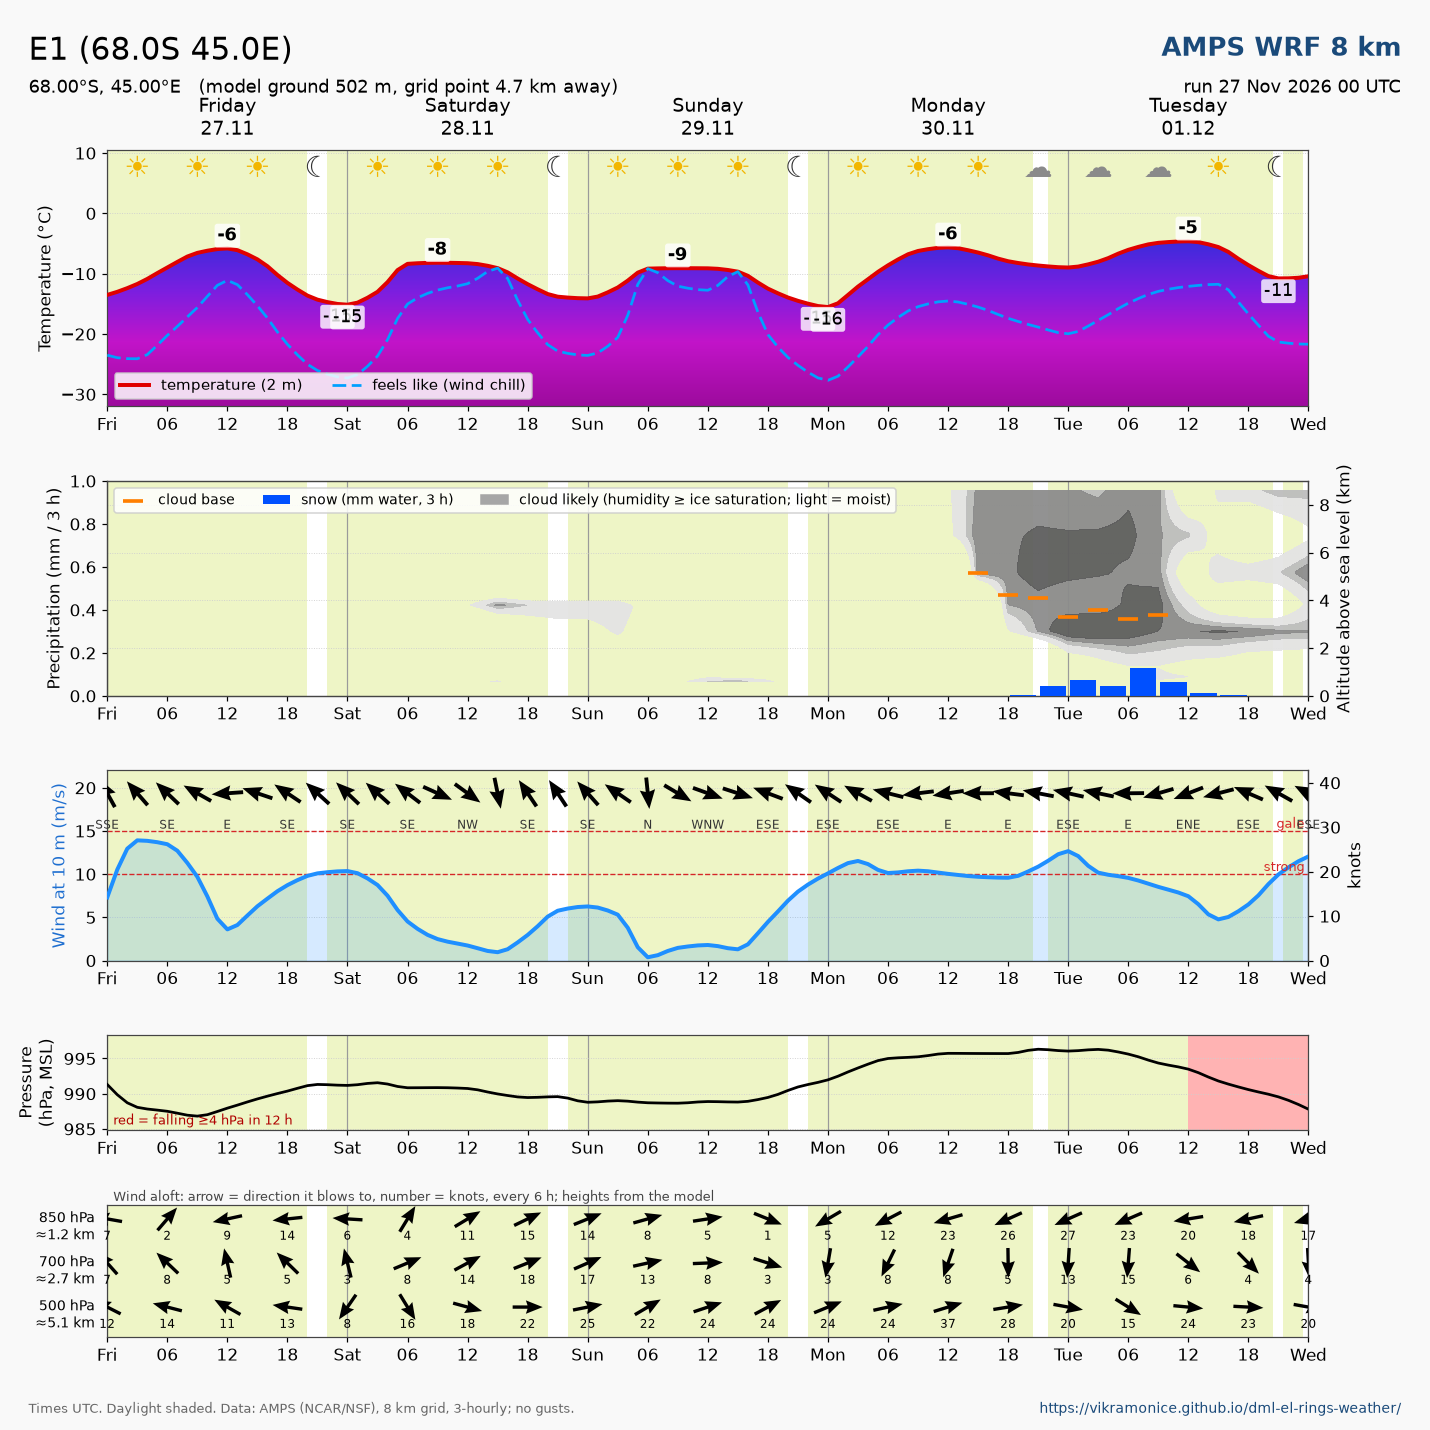 E1 (68.0S 45.0E)
AMPS WRF 8 km
68.00°S, 45.00°E (model ground 502 m, grid point 4.7 km away)
run 27 Nov 2026 00 UTC
Friday Saturday Sunday Monday Tuesday
27.11 28.11 29.11 30.11 01.12
Temperature (°C)
10
0
−10
−20
−30
-6 -8 -9 -6 -5
-15 -16 -11
temperature (2 m) feels like (wind chill)
Fri 06 12 18 Sat 06 12 18 Sun 06 12 18 Mon 06 12 18 Tue 06 12 18 Wed
Precipitation (mm / 3 h)
1.0
0.8
0.6
0.4
0.2
0.0
cloud base snow (mm water, 3 h) cloud likely (humidity ≥ ice saturation; light = moist)
8
6
4
2
0
Altitude above sea level (km)
Fri 06 12 18 Sat 06 12 18 Sun 06 12 18 Mon 06 12 18 Tue 06 12 18 Wed
Wind at 10 m (m/s)
20
15
10
5
0
SSE SE E SE SE SE NW SE SE N WNW ESE ESE ESE E E ESE E ENE ESE ESE
gale
strong
40
30
20
10
0
knots
Fri 06 12 18 Sat 06 12 18 Sun 06 12 18 Mon 06 12 18 Tue 06 12 18 Wed
Pressure
(hPa, MSL)
995
990
985
red = falling ≥4 hPa in 12 h
Fri 06 12 18 Sat 06 12 18 Sun 06 12 18 Mon 06 12 18 Tue 06 12 18 Wed
Wind aloft: arrow = direction it blows to, number = knots, every 6 h; heights from the model
850 hPa
≈1.2 km 7 2 9 14 6 4 11 15 14 8 5 1 5 12 23 26 27 23 20 18 17
700 hPa
≈2.7 km 7 8 5 5 3 8 14 18 17 13 8 3 3 8 8 5 13 15 6 4 4
500 hPa
≈5.1 km 12 14 11 13 8 16 18 22 25 22 24 24 24 24 37 28 20 15 24 23 20
Fri 06 12 18 Sat 06 12 18 Sun 06 12 18 Mon 06 12 18 Tue 06 12 18 Wed
Times UTC. Daylight shaded. Data: AMPS (NCAR/NSF), 8 km grid, 3-hourly; no gusts.
https://vikramonice.github.io/dml-el-rings-weather/